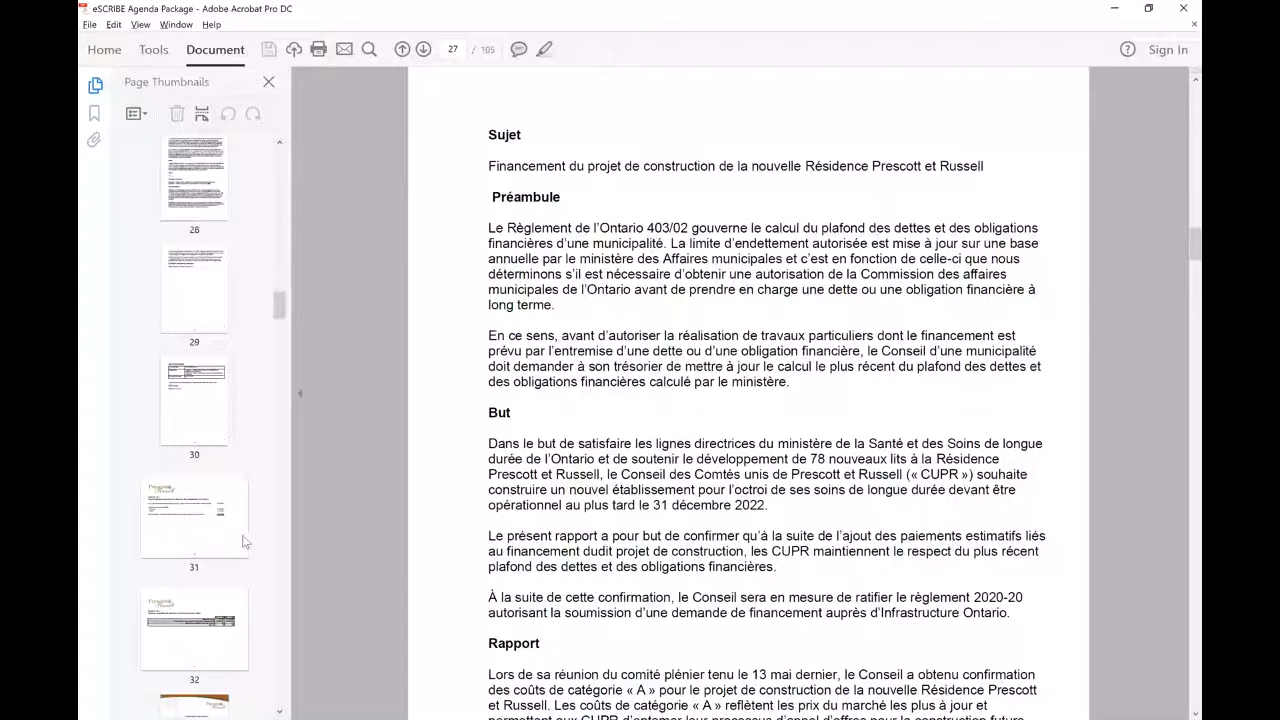 eSCRIBE Agenda Package - Adobe Acrobat Pro DC
File Edit View Window Help
Home Tools Document 27 / 105 Sign In
Page Thumbnails
28
29
30
31
32
Sujet
Financement du projet de construction de la nouvelle Résidence Prescott et Russell
Préambule
Le Règlement de l'Ontario 403/02 gouverne le calcul du plafond des dettes et des obligations
financières d'une municipalité. La limite d'endettement autorisée est mise à jour sur une base
annuelle par le ministère des Affaires municipales et c'est en fonction de celle-ci que nous
déterminons s'il est nécessaire d'obtenir une autorisation de la Commission des affaires
municipales de l'Ontario avant de prendre en charge une dette ou une obligation financière à
long terme.
En ce sens, avant d'autoriser la réalisation de travaux particuliers dont le financement est
prévu par l'entremise d'une dette ou d'une obligation financière, le Conseil d'une municipalité
doit demander à son trésorier de mettre à jour le calcul le plus récent du plafond des dettes et
des obligations financières calculé par le ministère.
But
Dans le but de satisfaire les lignes directrices du ministère de la Santé et des Soins de longue
durée de l'Ontario et de soutenir le développement de 78 nouveaux lits à la Résidence
Prescott et Russell, le Conseil des Comtés unis de Prescott et Russell (« CUPR ») souhaite
construire un nouvel établissement pour l'octroi de ses soins de longue durée devant être
opérationnel au plus tard le 31 décembre 2022.
Le présent rapport a pour but de confirmer qu'à la suite de l'ajout des paiements estimatifs liés
au financement dudit projet de construction, les CUPR maintiennent le respect du plus récent
plafond des dettes et des obligations financières.
À la suite de cette confirmation, le Conseil sera en mesure de ratifier le règlement 2020-20
autorisant la soumission d'une demande de financement auprès d'Infrastructure Ontario.
Rapport
Lors de sa réunion du comité plénier tenu le 13 mai dernier, le Conseil a obtenu confirmation
des coûts de catégorie « A » pour le projet de construction de la nouvelle Résidence Prescott
et Russell. Les coûts de catégorie « A » reflètent les prix du marché les plus à jour et
permettent aux CUPR d'entamer leur processus d'appel d'offres pour la construction future